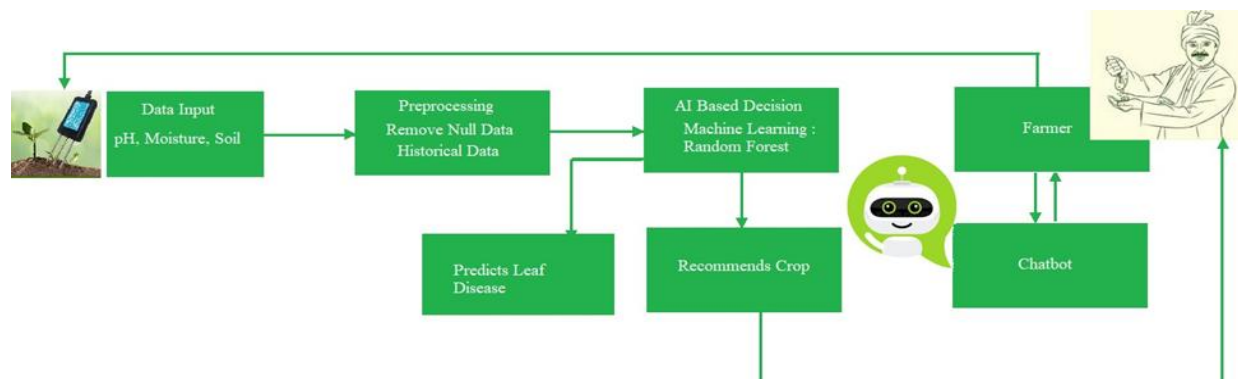 Data Input
pH, Moisture, Soil
Preprocessing
Remove Null Data
Historical Data
AI Based Decision
Machine Learning :
Random Forest
Farmer
Predicts Leaf
Disease
Recommends Crop
Chatbot